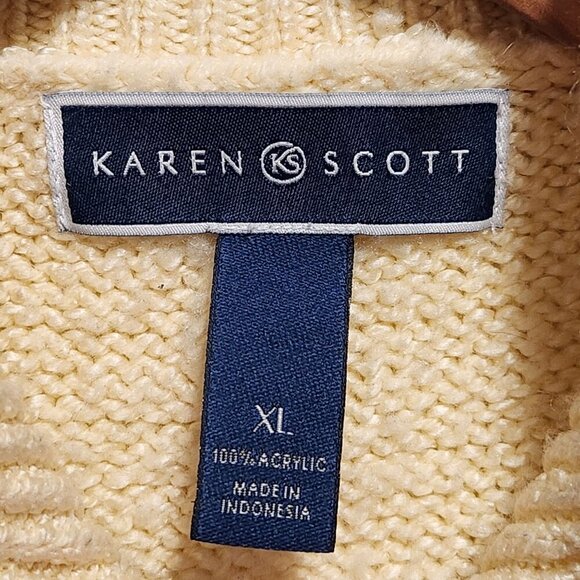 KAREN KS SCOTT
XL
100% ACRYLIC
MADE IN
INDONESIA